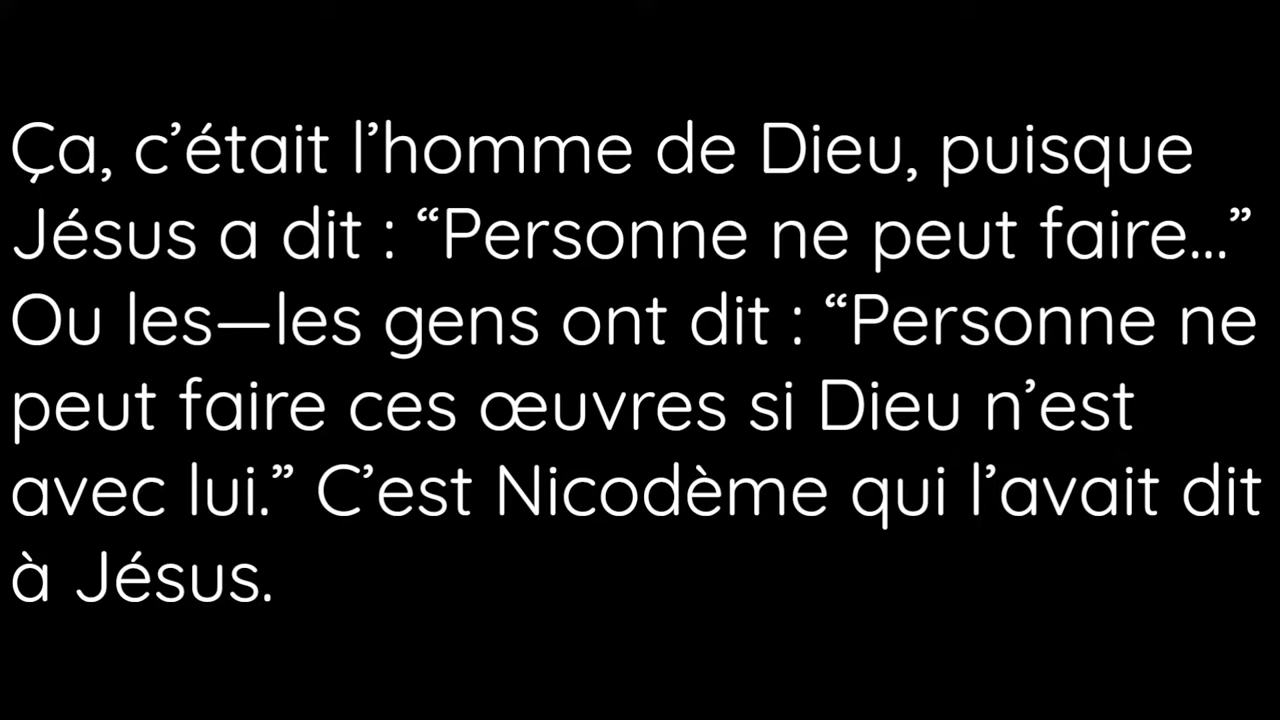 Ça, c’était l’homme de Dieu, puisque
Jésus a dit : “Personne ne peut faire...”
Ou les—les gens ont dit : “Personne ne
peut faire ces œuvres si Dieu n’est
avec lui.” C’est Nicodème qui l’avait dit
à Jésus.